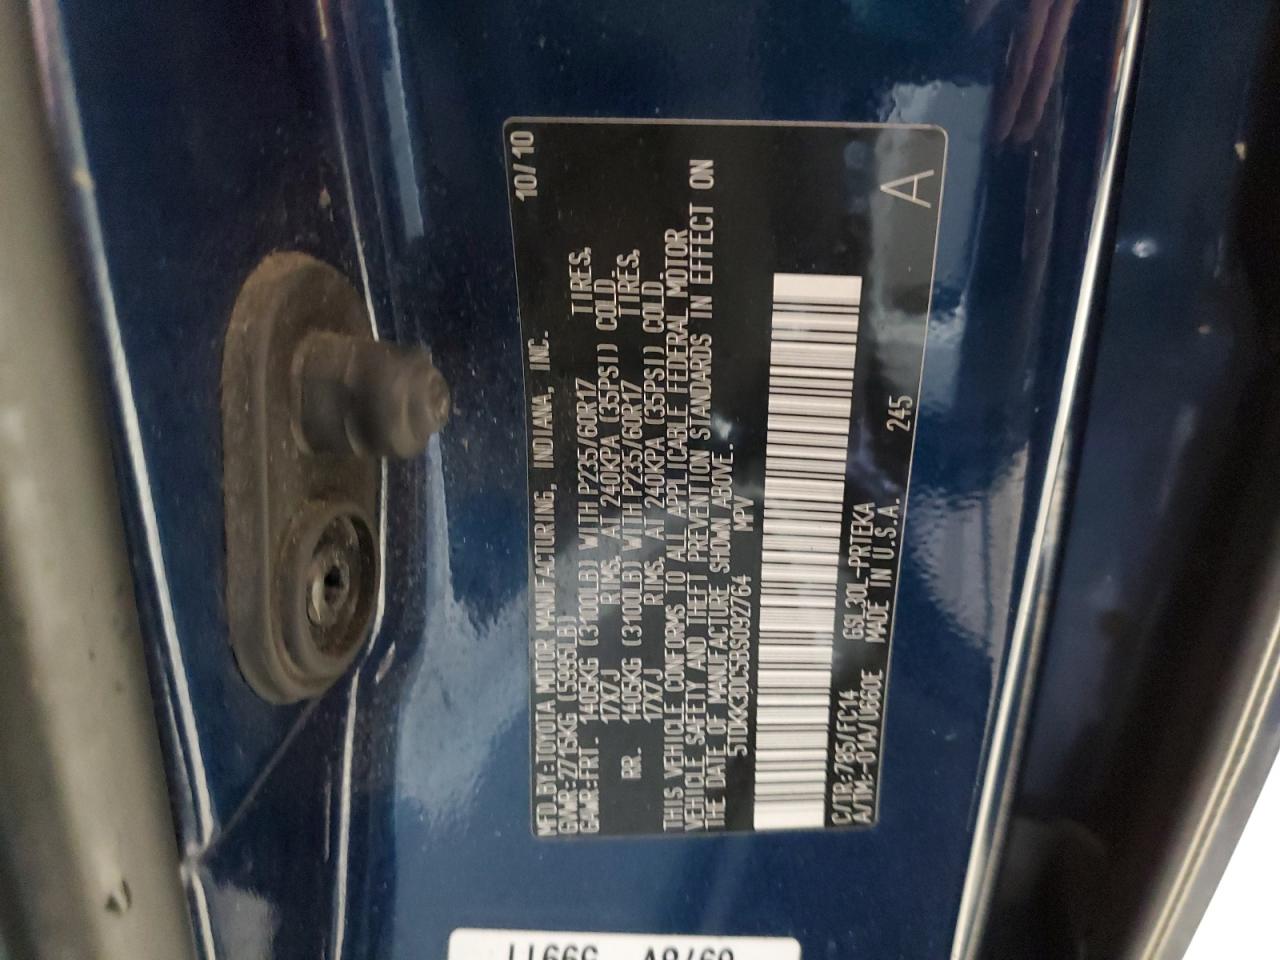 MFD.BY:TOYOTA MOTOR MANUFACTURING, INDIANA, INC. 10/10
GVWR:2715KG (5995LB)
GAWR:FRT. 1406KG (3100LB) WITH P235/60R17 TIRES,
17X7J RIMS, AT 240KPA (35PSI) COLD.
RR. 1406KG (3100LB) WITH P235/60R17 TIRES,
17X7J RIMS, AT 240KPA (35PSI) COLD.
THIS VEHICLE CONFORMS TO ALL APPLICABLE FEDERAL MOTOR
VEHICLE SAFETY AND THEFT PREVENTION STANDARDS IN EFFECT ON
THE DATE OF MANUFACTURE SHOWN ABOVE.
5TDKK3DC5BS092764 MPV
C/TR:785/FC14 GSL30L-PRTEKA
A/TM:-01A/U660E MADE IN U.S.A. 245
A